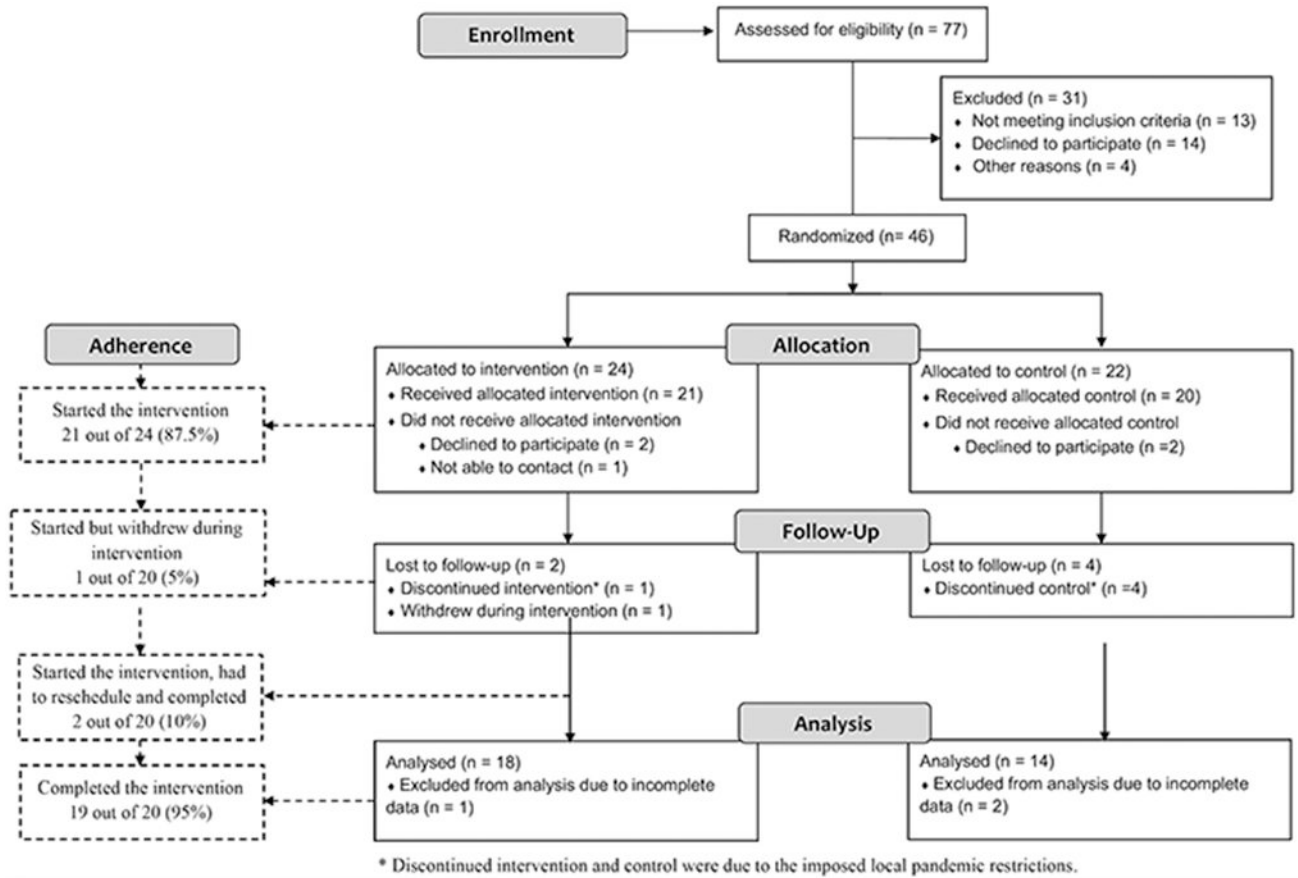 Enrollment
Assessed for eligibility (n = 77)
Excluded (n = 31)
♦ Not meeting inclusion criteria (n = 13)
♦ Declined to participate (n = 14)
♦ Other reasons (n = 4)
Randomized (n= 46)
Adherence
Allocation
Started the intervention
21 out of 24 (87.5%)
Allocated to intervention (n = 24)
♦ Received allocated intervention (n = 21)
♦ Did not receive allocated intervention
♦ Declined to participate (n = 2)
♦ Not able to contact (n = 1)
Allocated to control (n = 22)
♦ Received allocated control (n = 20)
♦ Did not receive allocated control
♦ Declined to participate (n =2)
Follow-Up
Started but withdrew during
intervention
1 out of 20 (5%)
Lost to follow-up (n = 2)
♦ Discontinued intervention* (n = 1)
♦ Withdrew during intervention (n = 1)
Lost to follow-up (n = 4)
♦ Discontinued control* (n =4)
Started the intervention, had
to reschedule and completed
2 out of 20 (10%)
Analysis
Completed the intervention
19 out of 20 (95%)
Analysed (n = 18)
♦ Excluded from analysis due to incomplete
data (n = 1)
Analysed (n = 14)
♦ Excluded from analysis due to incomplete
data (n = 2)
* Discontinued intervention and control were due to the imposed local pandemic restrictions.